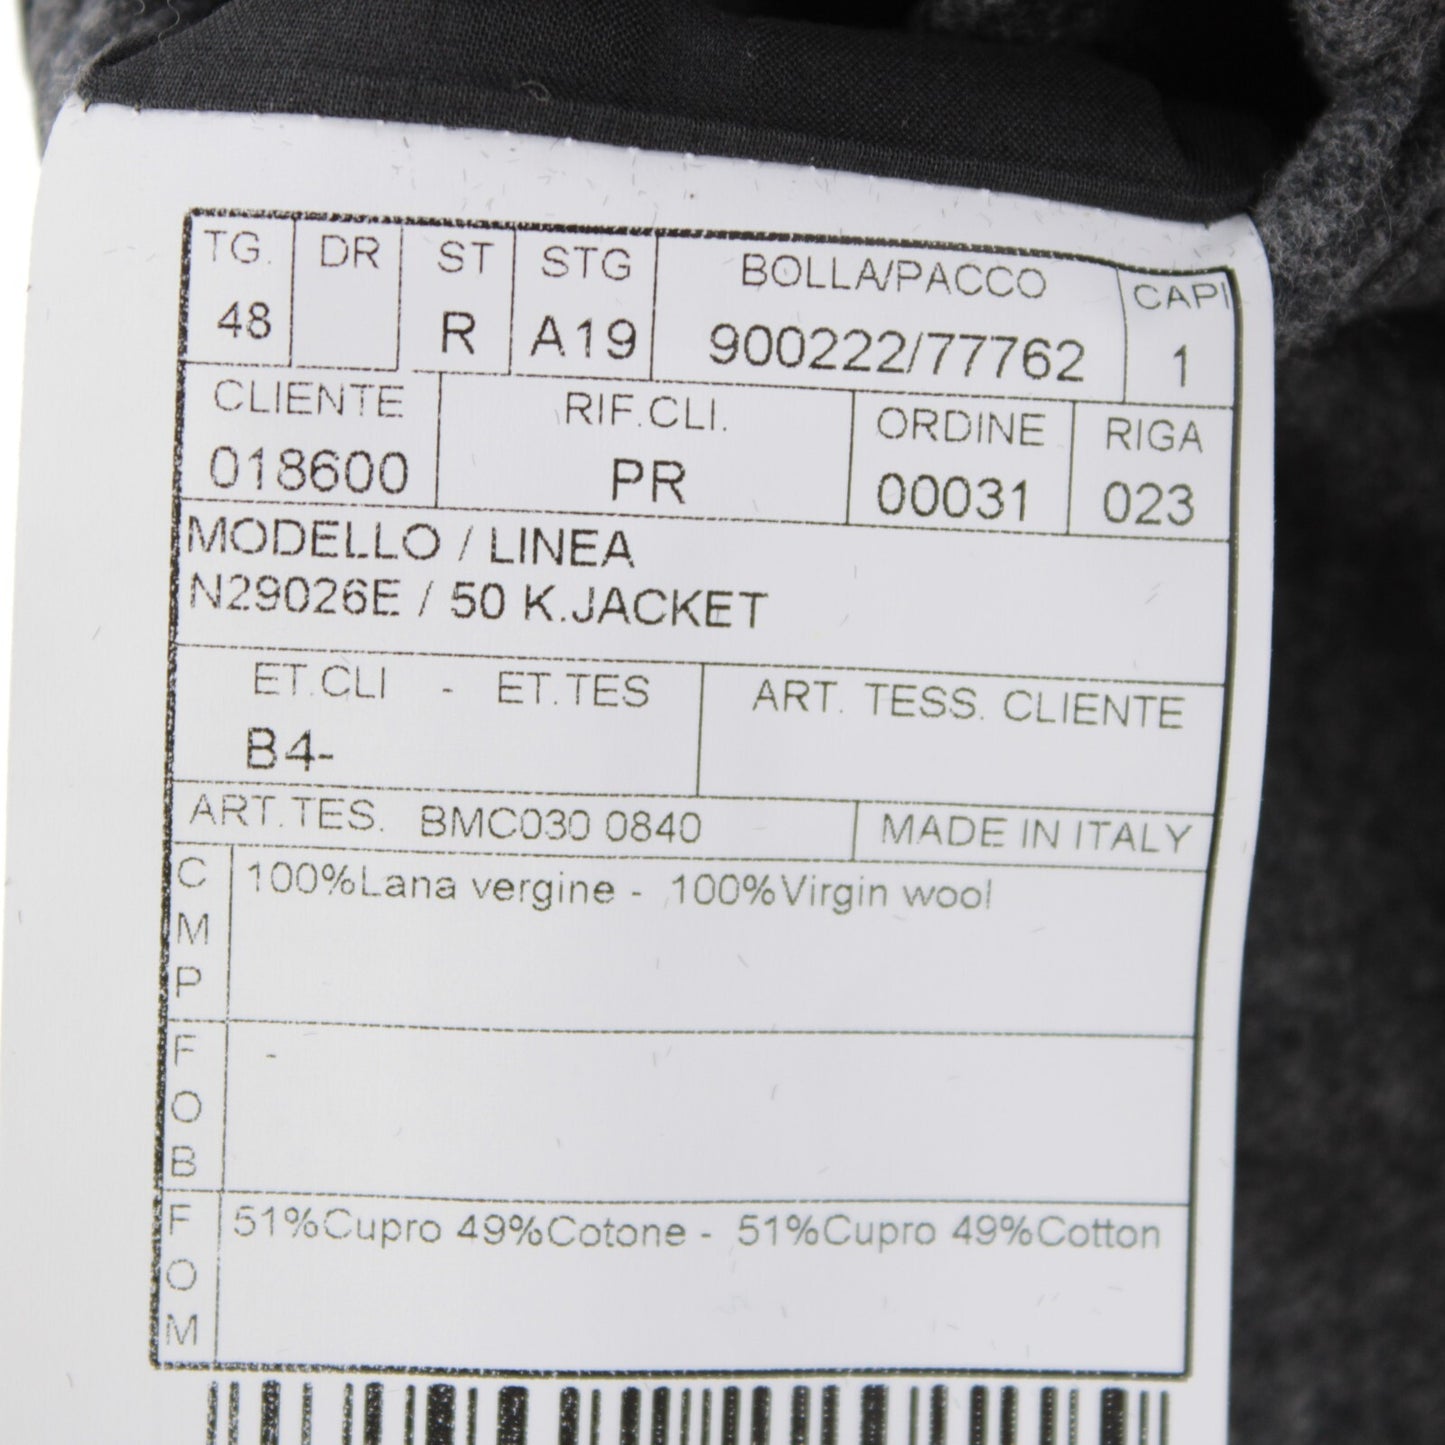 TG. DR ST STG BOLLA/PACCO CAPI
48 R A19 900222/77762 1
CLIENTE RIF.CLI. ORDINE RIGA
018600 PR 00031 023
MODELLO / LINEA
N29026E / 50 K.JACKET
ET.CLI - ET.TES ART. TESS. CLIENTE
B4-
ART.TES. BMC030 0840 MADE IN ITALY
CMP 100%Lana vergine - 100%Virgin wool
FOB -
FOM 51%Cupro 49%Cotone - 51%Cupro 49%Cotton